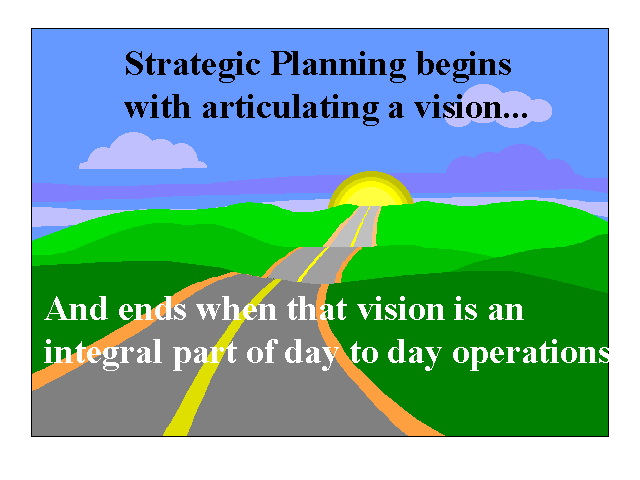 Strategic Planning begins
with articulating a vision...
And ends when that vision is an
integral part of day to day operations